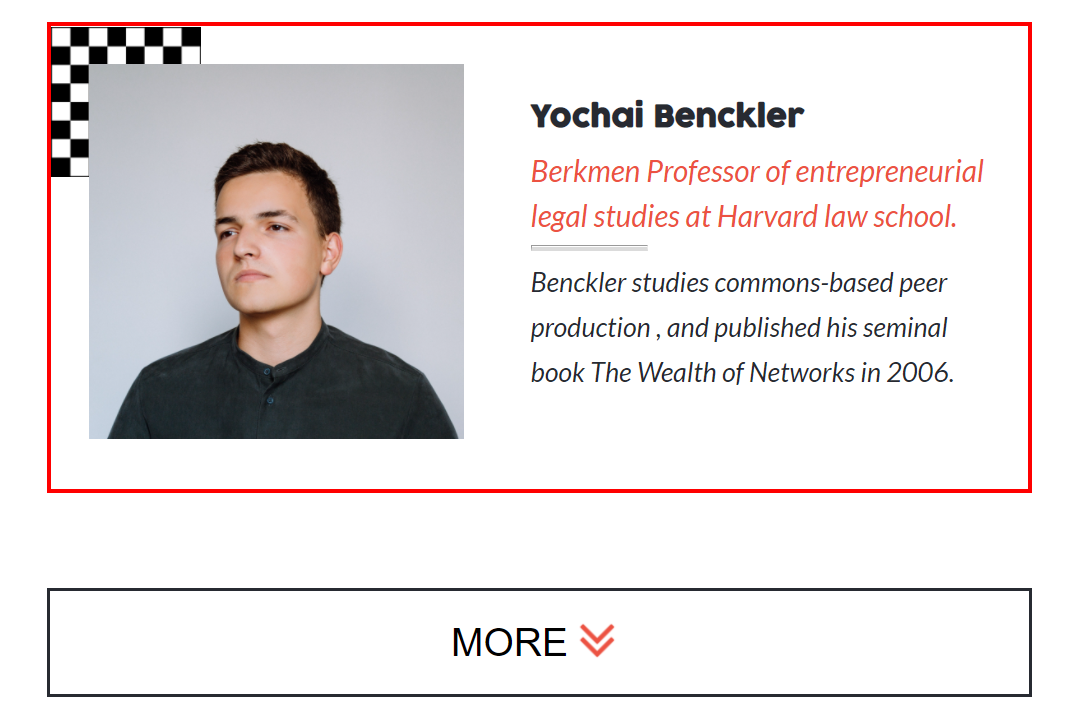 Yochai Benckler
Berkmen Professor of entrepreneurial
legal studies at Harvard law school.
Benckler studies commons-based peer
production , and published his seminal
book The Wealth of Networks in 2006.
MORE